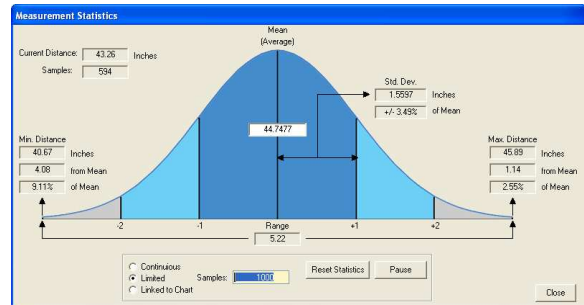 Measurement Statistics
Mean
(Average)
Current Distance: 43.26 Inches
Samples: 594
Std. Dev.
1.5597 Inches
+/- 3.49% of Mean
44.7477
Min. Distance
40.67 Inches
4.08 from Mean
9.11% of Mean
Max. Distance
45.89 Inches
1.14 from Mean
2.55% of Mean
-2 -1 Range +1 +2
5.22
Continuious
Limited
Linked to Chart
Samples: 1000
Reset Statistics
Pause
Close